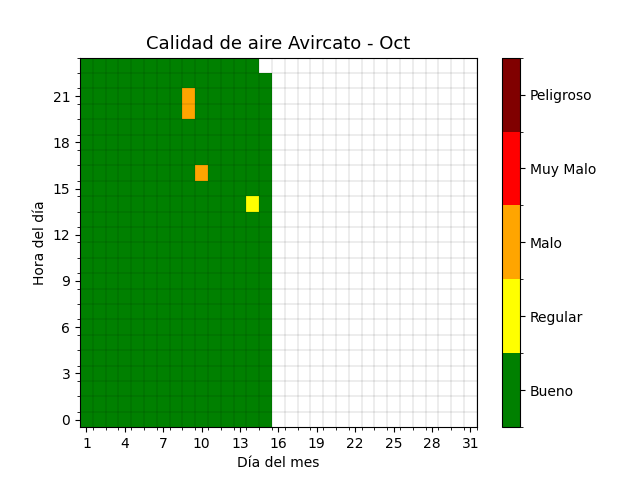 Calidad de aire Avircato - Oct
Hora del día
21
18
15
12
9
6
3
0
1 4 7 10 13 16 19 22 25 28 31
Día del mes
Peligroso
Muy Malo
Malo
Regular
Bueno